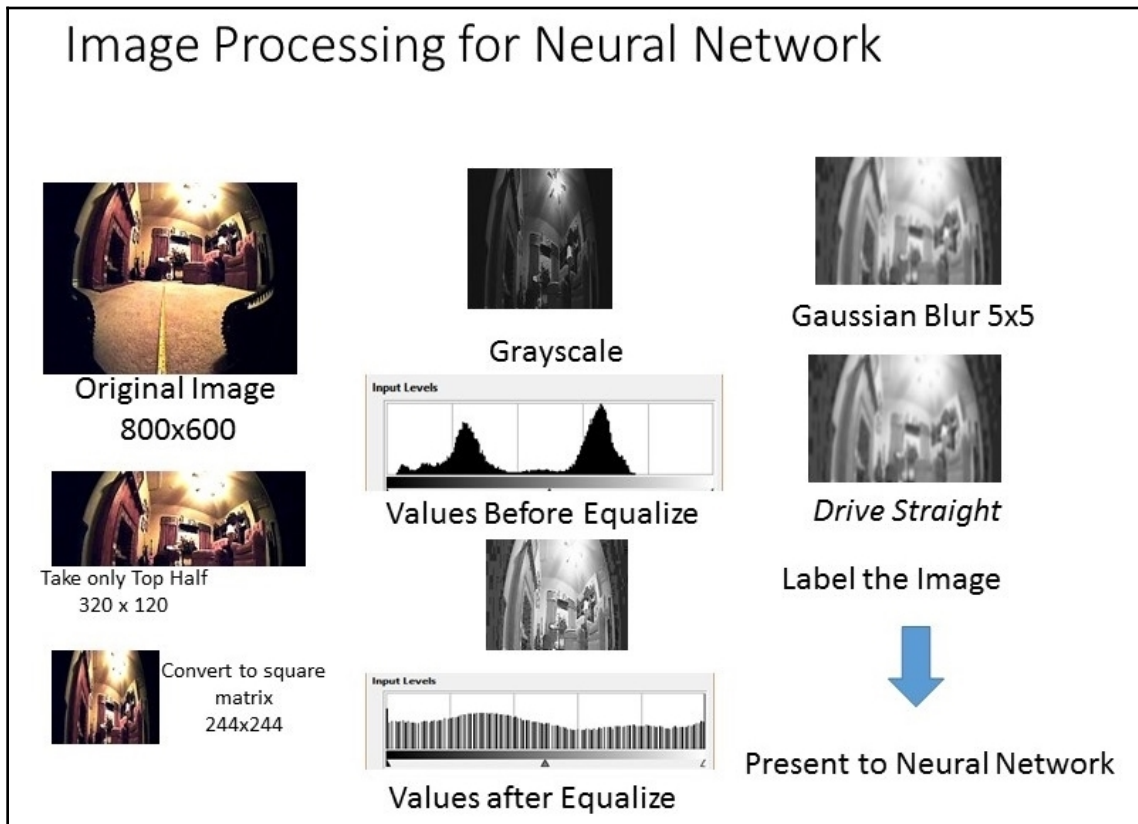 Image Processing for Neural Network
Original Image
800x600
Take only Top Half
320 x 120
Convert to square
matrix
244x244
Grayscale
Input Levels
Values Before Equalize
Input Levels
Values after Equalize
Gaussian Blur 5x5
Drive Straight
Label the Image
Present to Neural Network